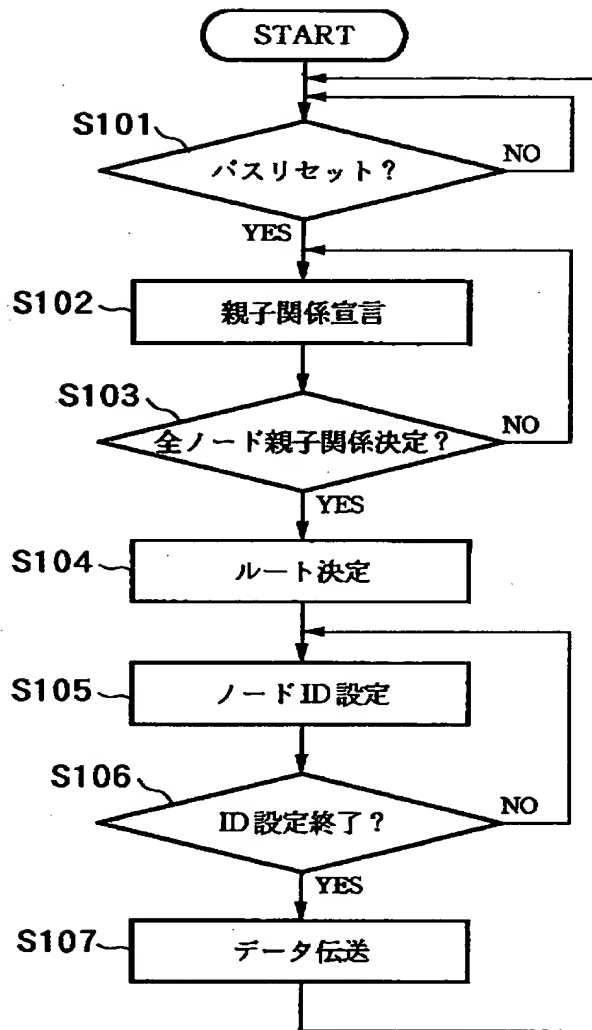 START
S101
バスリセット？
NO
YES
S102
親子関係宣言
S103
全ノード親子関係決定？
NO
YES
S104
ルート決定
S105
ノードID設定
S106
ID設定終了？
NO
YES
S107
データ伝送